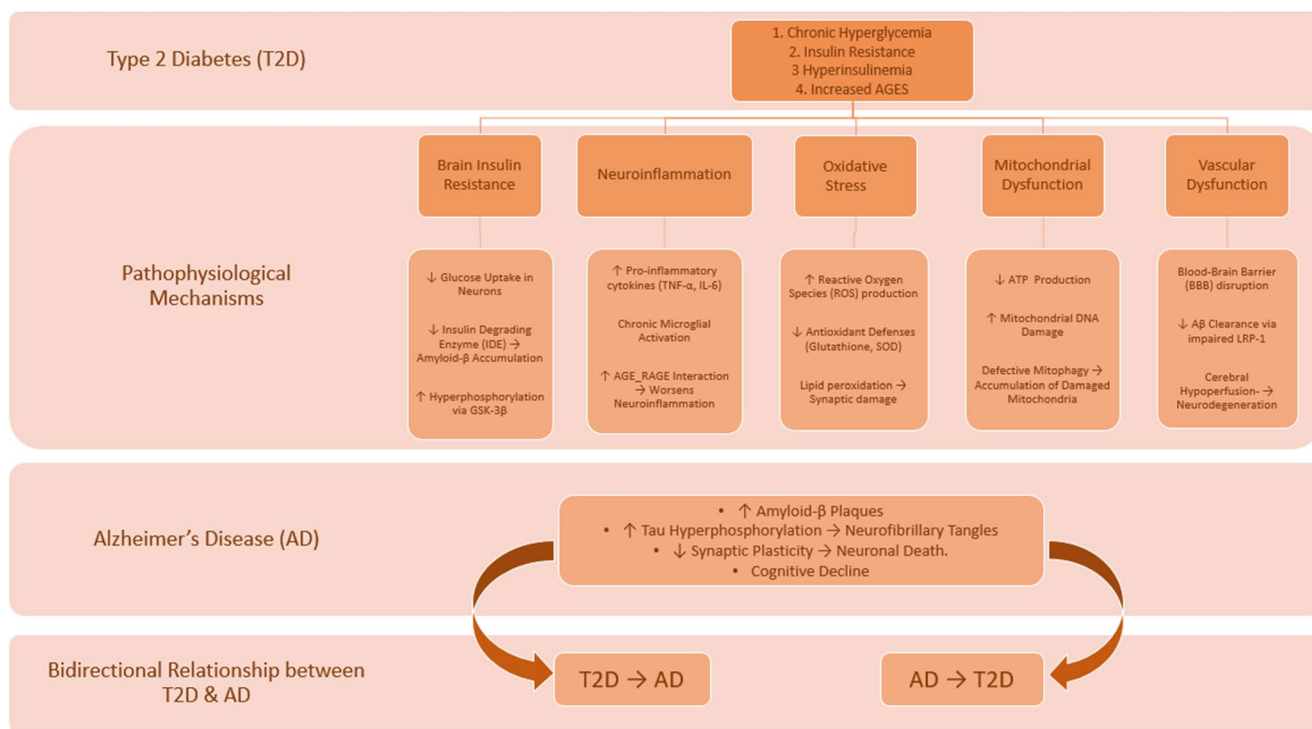 Type 2 Diabetes (T2D)
1. Chronic Hyperglycemia
2. Insulin Resistance
3 Hyperinsulinemia
4. Increased AGES
Pathophysiological
Mechanisms
Brain Insulin
Resistance
Neuroinflammation
Oxidative
Stress
Mitochondrial
Dysfunction
Vascular
Dysfunction
↓ Glucose Uptake in
Neurons
↓ Insulin Degrading
Enzyme (IDE) →
Amyloid-β Accumulation
↑ Hyperphosphorylation
via GSK-3β
↑ Pro-inflammatory
cytokines (TNF-α, IL-6)
Chronic Microglial
Activation
↑ AGE_RAGE Interaction
→ Worsens
Neuroinflammation
↑ Reactive Oxygen
Species (ROS) production
↓ Antioxidant Defenses
(Glutathione, SOD)
Lipid peroxidation →
Synaptic damage
↓ ATP Production
↑ Mitochondrial DNA
Damage
Defective Mitophagy →
Accumulation of Damaged
Mitochondria
Blood-Brain Barrier
(BBB) disruption
↓ Aβ Clearance via
impaired LRP-1
Cerebral
Hypoperfusion- →
Neurodegeneration
Alzheimer's Disease (AD)
• ↑ Amyloid-β Plaques
• ↑ Tau Hyperphosphorylation → Neurofibrillary Tangles
• ↓ Synaptic Plasticity → Neuronal Death.
• Cognitive Decline
Bidirectional Relationship between
T2D & AD
T2D → AD
AD → T2D